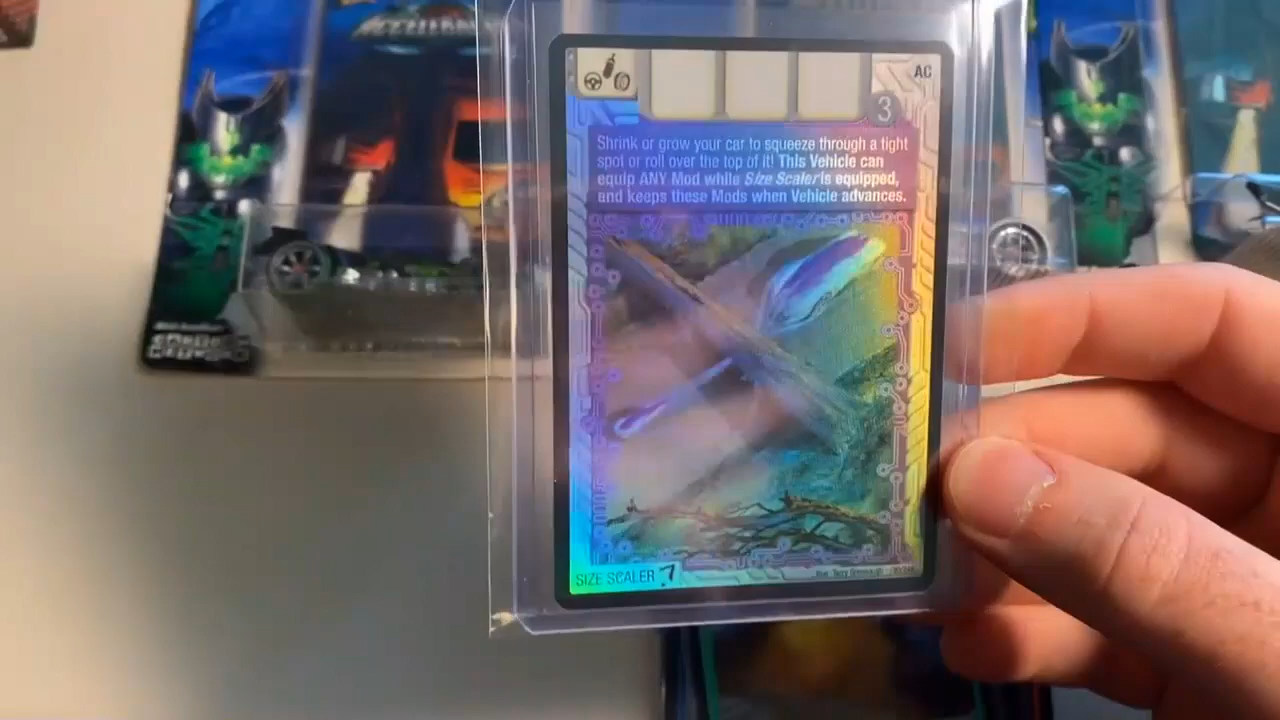 ACCELERA
AC
3
Shrink or grow your car to squeeze through a tight
spot or roll over the top of it! This Vehicle can
equip ANY Mod while Size Scaler is equipped,
and keeps these Mods when Vehicle advances.
SIZE SCALER .7